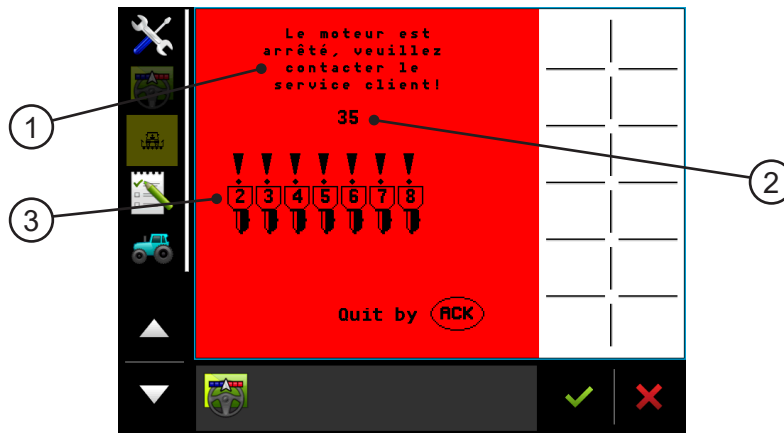 Le moteur est
arrêté, veuillez
contacter le
service client!
35
2 3 4 5 6 7 8
Quit by ACK
1
2
3